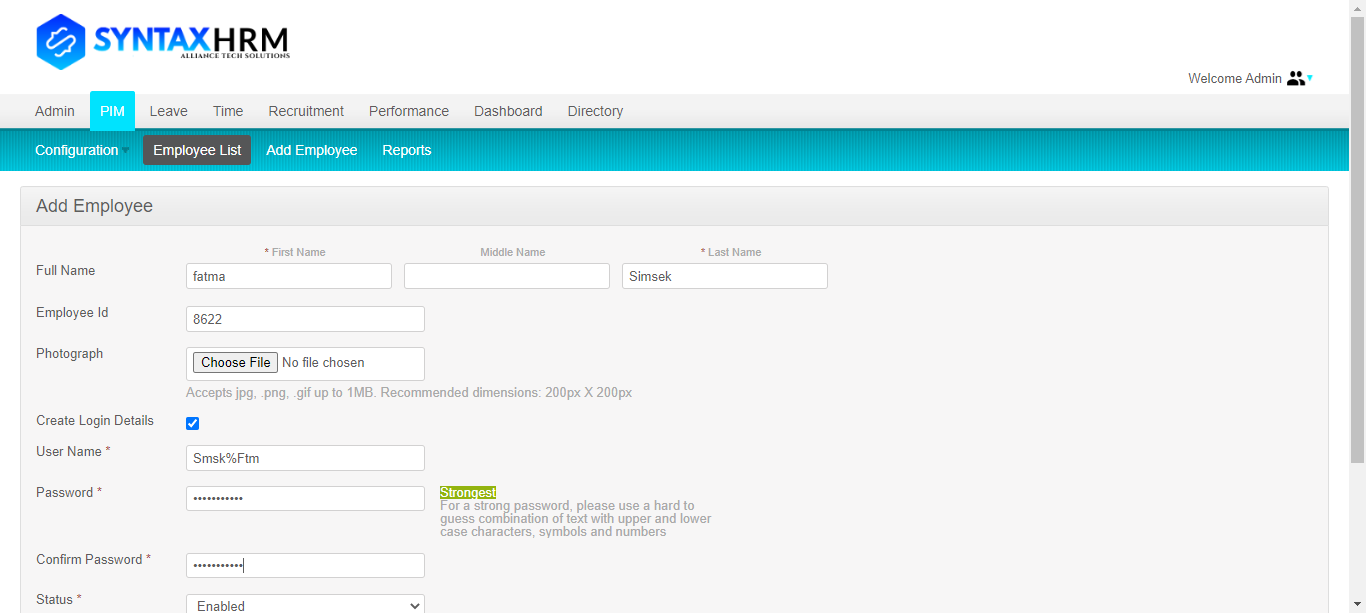 SYNTAXHRM
ALLIANCE TECH SOLUTIONS
Welcome Admin
Admin PIM Leave Time Recruitment Performance Dashboard Directory
Configuration Employee List Add Employee Reports
Add Employee
* First Name Middle Name * Last Name
Full Name fatma Simsek
Employee Id 8622
Photograph Choose File No file chosen
Accepts jpg, .png, .gif up to 1MB. Recommended dimensions: 200px X 200px
Create Login Details
User Name * Smsk%Ftm
Password * ••••••••••• Strongest
For a strong password, please use a hard to
guess combination of text with upper and lower
case characters, symbols and numbers
Confirm Password * •••••••••••
Status * Enabled